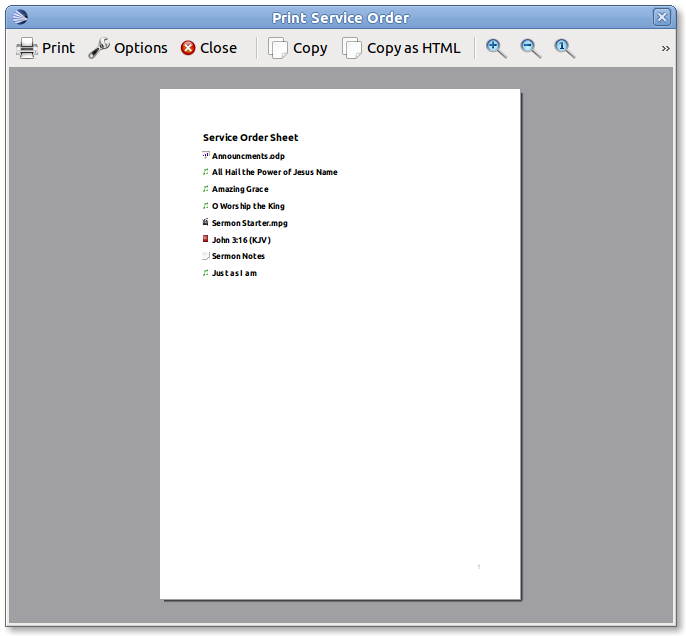 Print Service Order
Print Options Close Copy Copy as HTML »
Service Order Sheet
Announcments.odp
All Hail the Power of Jesus Name
Amazing Grace
O Worship the King
Sermon Starter.mpg
John 3:16 (KJV)
Sermon Notes
Just as I am
1